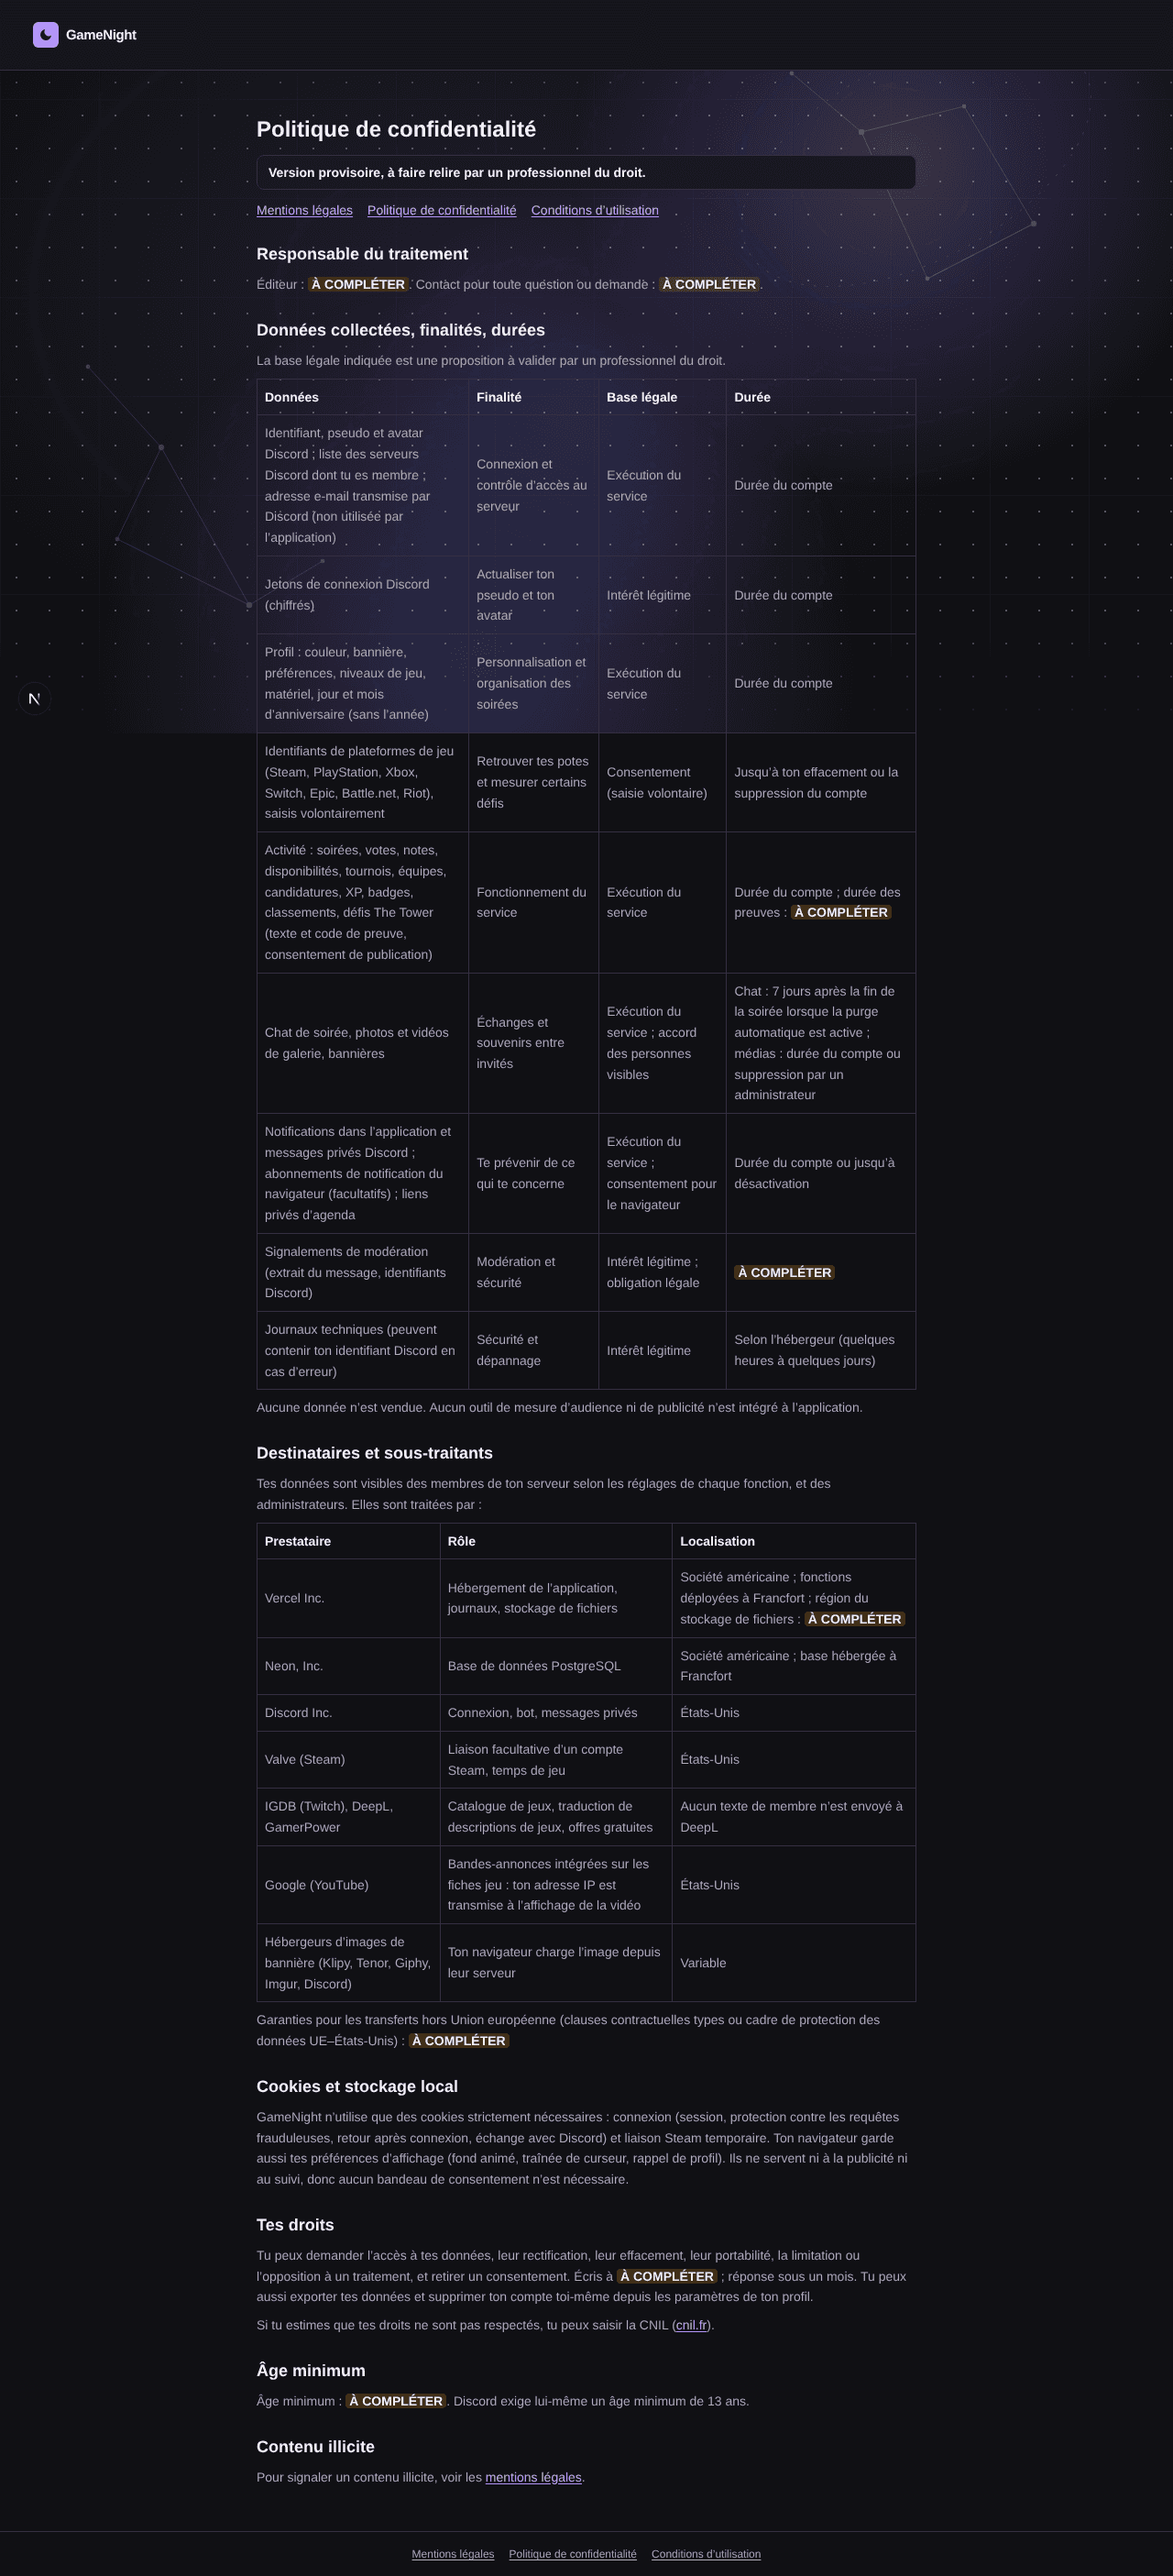 GameNight
Politique de confidentialité
Version provisoire, à faire relire par un professionnel du droit.
Mentions légales Politique de confidentialité Conditions d’utilisation
Responsable du traitement
Éditeur : À COMPLÉTER. Contact pour toute question ou demande : À COMPLÉTER.
Données collectées, finalités, durées
La base légale indiquée est une proposition à valider par un professionnel du droit.
Données Finalité Base légale Durée
Identifiant, pseudo et avatar
Discord ; liste des serveurs
Discord dont tu es membre ;
adresse e-mail transmise par
Discord (non utilisée par
l’application)
Connexion et
contrôle d’accès au
serveur
Exécution du
service
Durée du compte
Jetons de connexion Discord
(chiffrés)
Actualiser ton
pseudo et ton
avatar
Intérêt légitime
Durée du compte
Profil : couleur, bannière,
préférences, niveaux de jeu,
matériel, jour et mois
d’anniversaire (sans l’année)
Personnalisation et
organisation des
soirées
Exécution du
service
Durée du compte
N
Identifiants de plateformes de jeu
(Steam, PlayStation, Xbox,
Switch, Epic, Battle.net, Riot),
saisis volontairement
Retrouver tes potes
et mesurer certains
défis
Consentement
(saisie volontaire)
Jusqu’à ton effacement ou la
suppression du compte
Activité : soirées, votes, notes,
disponibilités, tournois, équipes,
candidatures, XP, badges,
classements, défis The Tower
(texte et code de preuve,
consentement de publication)
Fonctionnement du
service
Exécution du
service
Durée du compte ; durée des
preuves : À COMPLÉTER
Chat de soirée, photos et vidéos
de galerie, bannières
Échanges et
souvenirs entre
invités
Exécution du
service ; accord
des personnes
visibles
Chat : 7 jours après la fin de
la soirée lorsque la purge
automatique est active ;
médias : durée du compte ou
suppression par un
administrateur
Notifications dans l’application et
messages privés Discord ;
abonnements de notification du
navigateur (facultatifs) ; liens
privés d’agenda
Te prévenir de ce
qui te concerne
Exécution du
service ;
consentement pour
le navigateur
Durée du compte ou jusqu’à
désactivation
Signalements de modération
(extrait du message, identifiants
Discord)
Modération et
sécurité
Intérêt légitime ;
obligation légale
À COMPLÉTER
Journaux techniques (peuvent
contenir ton identifiant Discord en
cas d’erreur)
Sécurité et
dépannage
Intérêt légitime
Selon l’hébergeur (quelques
heures à quelques jours)
Aucune donnée n’est vendue. Aucun outil de mesure d’audience ni de publicité n’est intégré à l’application.
Destinataires et sous-traitants
Tes données sont visibles des membres de ton serveur selon les réglages de chaque fonction, et des
administrateurs. Elles sont traitées par :
Prestataire Rôle Localisation
Vercel Inc.
Hébergement de l’application,
journaux, stockage de fichiers
Société américaine ; fonctions
déployées à Francfort ; région du
stockage de fichiers : À COMPLÉTER
Neon, Inc.
Base de données PostgreSQL
Société américaine ; base hébergée à
Francfort
Discord Inc.
Connexion, bot, messages privés
États-Unis
Valve (Steam)
Liaison facultative d’un compte
Steam, temps de jeu
États-Unis
IGDB (Twitch), DeepL,
GamerPower
Catalogue de jeux, traduction de
descriptions de jeux, offres gratuites
Aucun texte de membre n’est envoyé à
DeepL
Google (YouTube)
Bandes-annonces intégrées sur les
fiches jeu : ton adresse IP est
transmise à l’affichage de la vidéo
États-Unis
Hébergeurs d’images de
bannière (Klipy, Tenor, Giphy,
Imgur, Discord)
Ton navigateur charge l’image depuis
leur serveur
Variable
Garanties pour les transferts hors Union européenne (clauses contractuelles types ou cadre de protection des
données UE–États-Unis) : À COMPLÉTER
Cookies et stockage local
GameNight n’utilise que des cookies strictement nécessaires : connexion (session, protection contre les requêtes
frauduleuses, retour après connexion, échange avec Discord) et liaison Steam temporaire. Ton navigateur garde
aussi tes préférences d’affichage (fond animé, traînée de curseur, rappel de profil). Ils ne servent ni à la publicité ni
au suivi, donc aucun bandeau de consentement n’est nécessaire.
Tes droits
Tu peux demander l’accès à tes données, leur rectification, leur effacement, leur portabilité, la limitation ou
l’opposition à un traitement, et retirer un consentement. Écris à À COMPLÉTER ; réponse sous un mois. Tu peux
aussi exporter tes données et supprimer ton compte toi-même depuis les paramètres de ton profil.
Si tu estimes que tes droits ne sont pas respectés, tu peux saisir la CNIL (cnil.fr).
Âge minimum
Âge minimum : À COMPLÉTER. Discord exige lui-même un âge minimum de 13 ans.
Contenu illicite
Pour signaler un contenu illicite, voir les mentions légales.
Mentions légales Politique de confidentialité Conditions d’utilisation